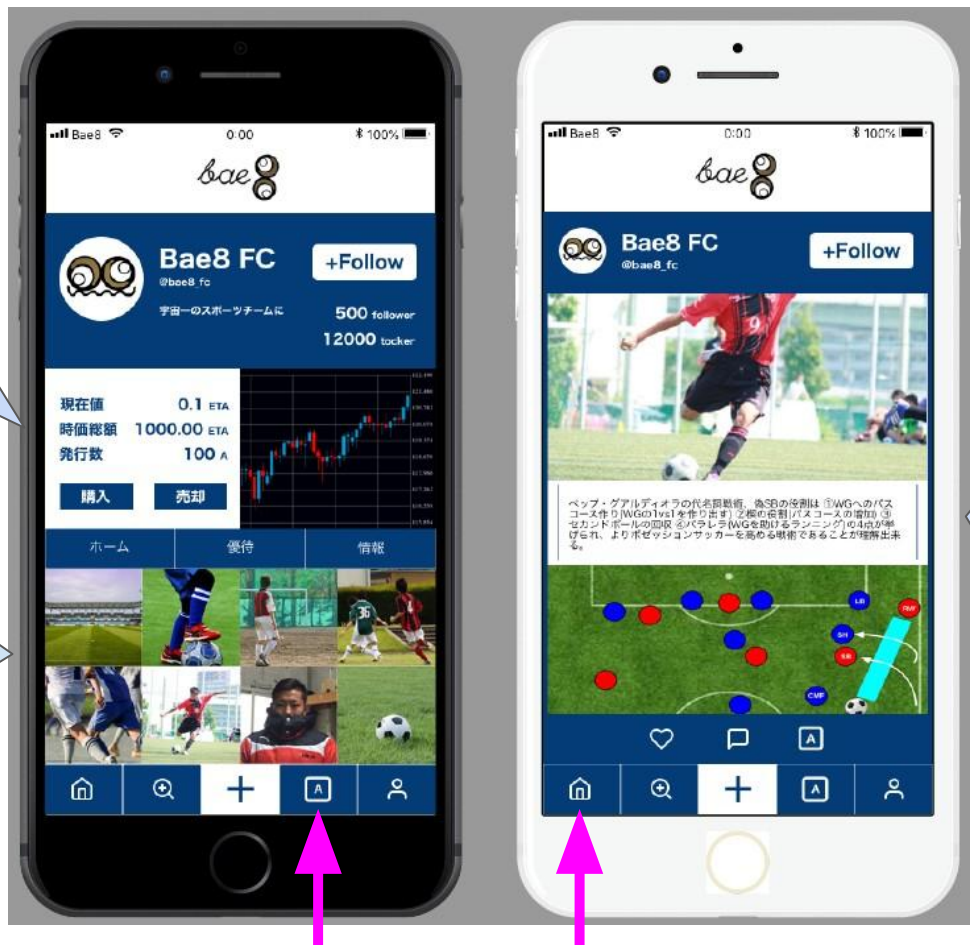 Bae8
0:00
100%
bae8
Bae8 FC
@bae8_fc
宇宙一のスポーツチームに
+Follow
500 follower
12000 tocker
現在値 0.1 ETA
時価総額 1000.00 ETA
発行数 100 A
購入 売却
ホーム 優待 情報
36
A
Bae8
0:00
100%
bae8
Bae8 FC
@bae8_fc
+Follow
9
ペップ・グアルディオラの代名詞戦術、偽SBの役割は ①WGへのパス
コース作り(WGの1vs1を作り出す) ②横の役割(パスコースの増加) ③
セカンドボールの回収 ④パラレラ(WGを助けるランニング)の4点が挙
げられ、よりポゼッションサッカーを高める戦術であることが理解出来
る。
LB
RWF
SH
SB
CMF
A
A